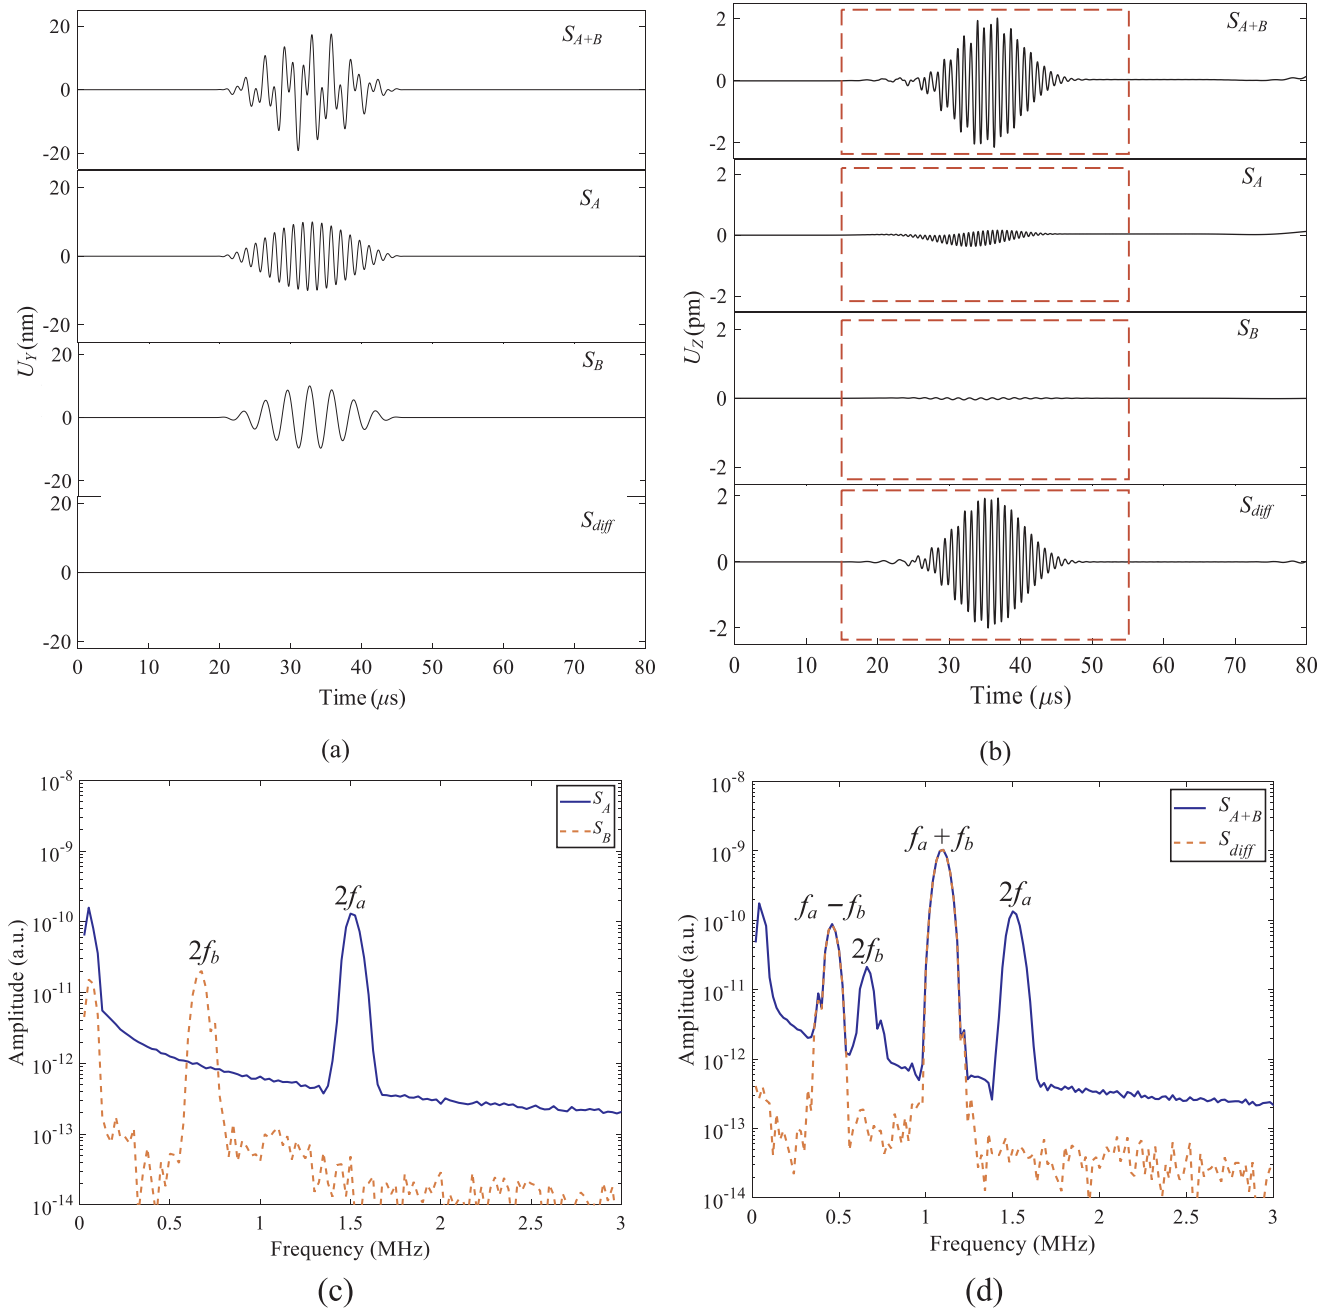 20
0
-20
S_{A+B}
20
0
-20
S_A
20
0
-20
S_B
20
0
-20
S_{diff}
U_Y (nm)
0 10 20 30 40 50 60 70 80
Time (μs)
(a)
2
0
-2
S_{A+B}
2
0
-2
S_A
2
0
-2
S_B
2
0
-2
S_{diff}
U_Z (pm)
0 10 20 30 40 50 60 70 80
Time (μs)
(b)
10^{-8}
10^{-9}
10^{-10}
10^{-11}
10^{-12}
10^{-13}
10^{-14}
Amplitude (a.u.)
S_A
S_B
2f_a
2f_b
0 0.5 1 1.5 2 2.5 3
Frequency (MHz)
(c)
10^{-8}
10^{-9}
10^{-10}
10^{-11}
10^{-12}
10^{-13}
10^{-14}
Amplitude (a.u.)
S_{A+B}
S_{diff}
f_a + f_b
f_a − f_b
2f_a
2f_b
0 0.5 1 1.5 2 2.5 3
Frequency (MHz)
(d)